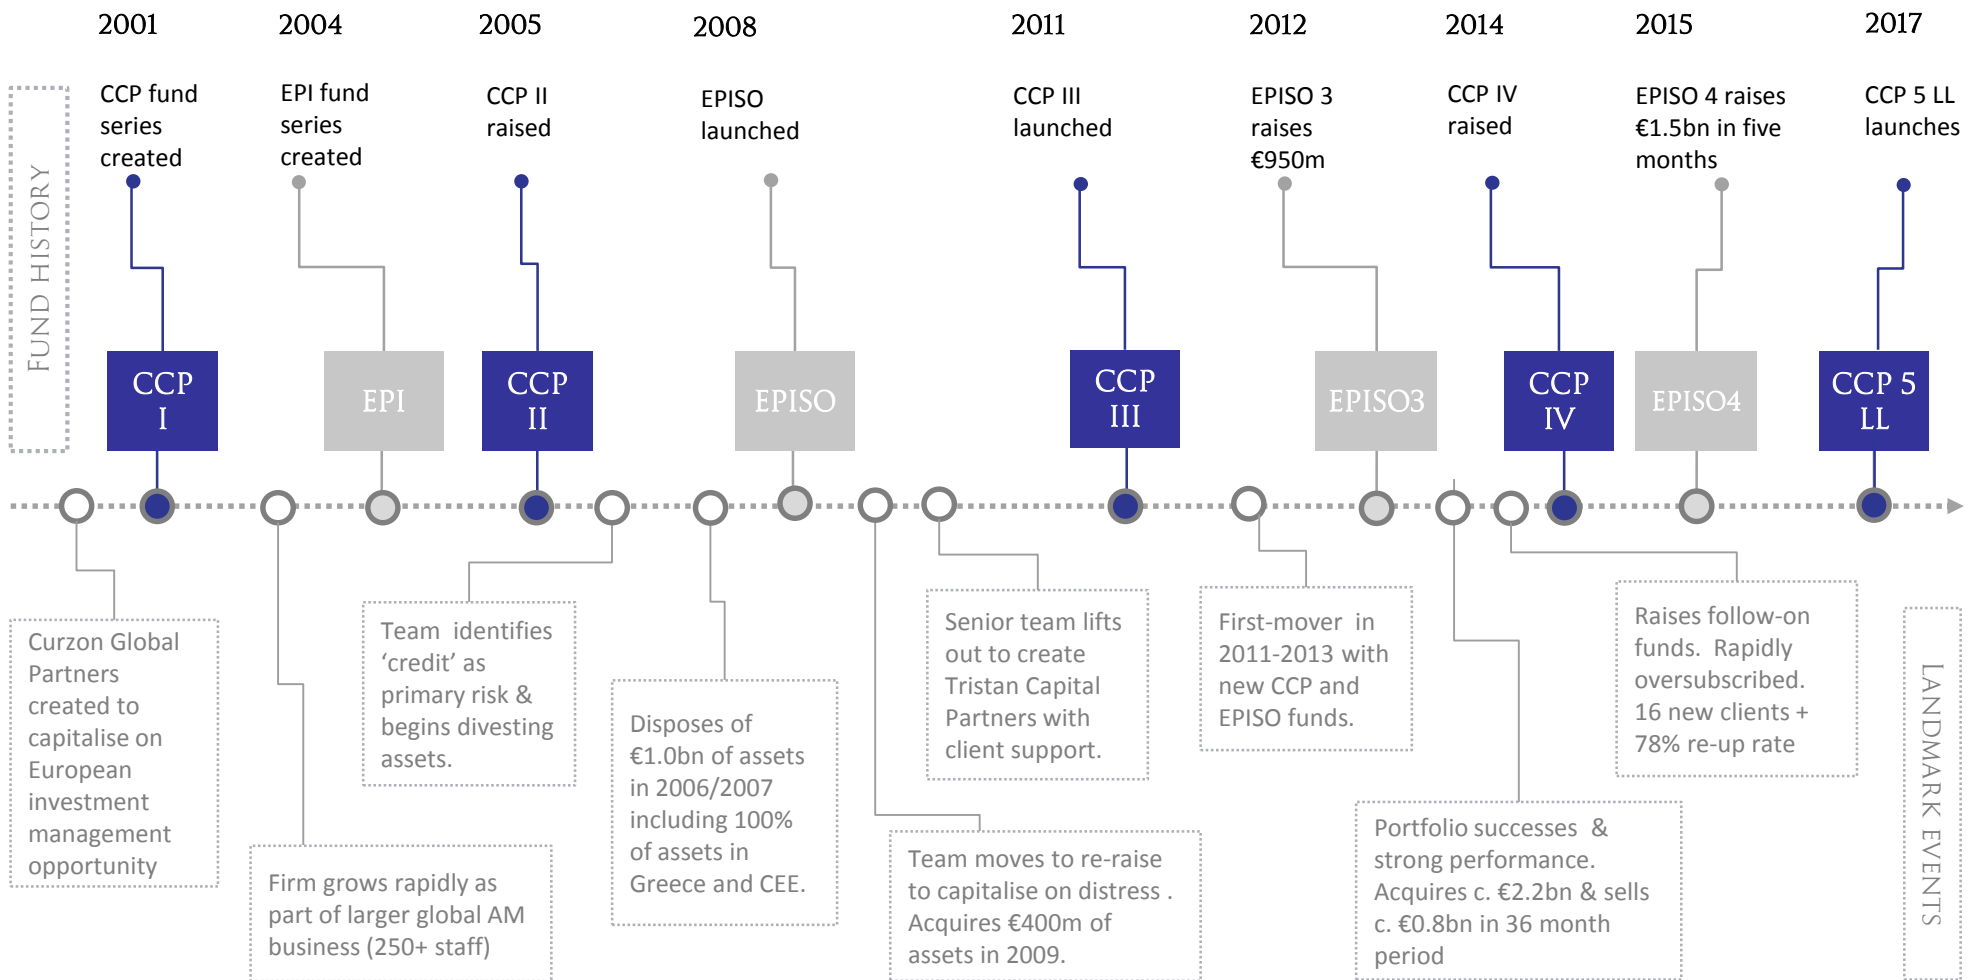 2001
2004
2005
2008
2011
2012
2014
2015
2017
CCP fund
series
created
EPI fund
series
created
CCP II
raised
EPISO
launched
CCP III
launched
EPISO 3
raises
€950m
CCP IV
raised
EPISO 4 raises
€1.5bn in five
months
CCP 5 LL
launches
FUND HISTORY
CCP
I
EPI
CCP
II
EPISO
CCP
III
EPISO3
CCP
IV
EPISO4
CCP 5
LL
Curzon Global
Partners
created to
capitalise on
European
investment
management
opportunity
Firm grows rapidly as
part of larger global AM
business (250+ staff)
Team identifies
‘credit’ as
primary risk &
begins divesting
assets.
Disposes of
€1.0bn of assets
in 2006/2007
including 100%
of assets in
Greece and CEE.
Team moves to re-raise
to capitalise on distress .
Acquires €400m of
assets in 2009.
Senior team lifts
out to create
Tristan Capital
Partners with
client support.
First-mover in
2011-2013 with
new CCP and
EPISO funds.
Portfolio successes &
strong performance.
Acquires c. €2.2bn & sells
c. €0.8bn in 36 month
period
Raises follow-on
funds. Rapidly
oversubscribed.
16 new clients +
78% re-up rate
LANDMARK EVENTS